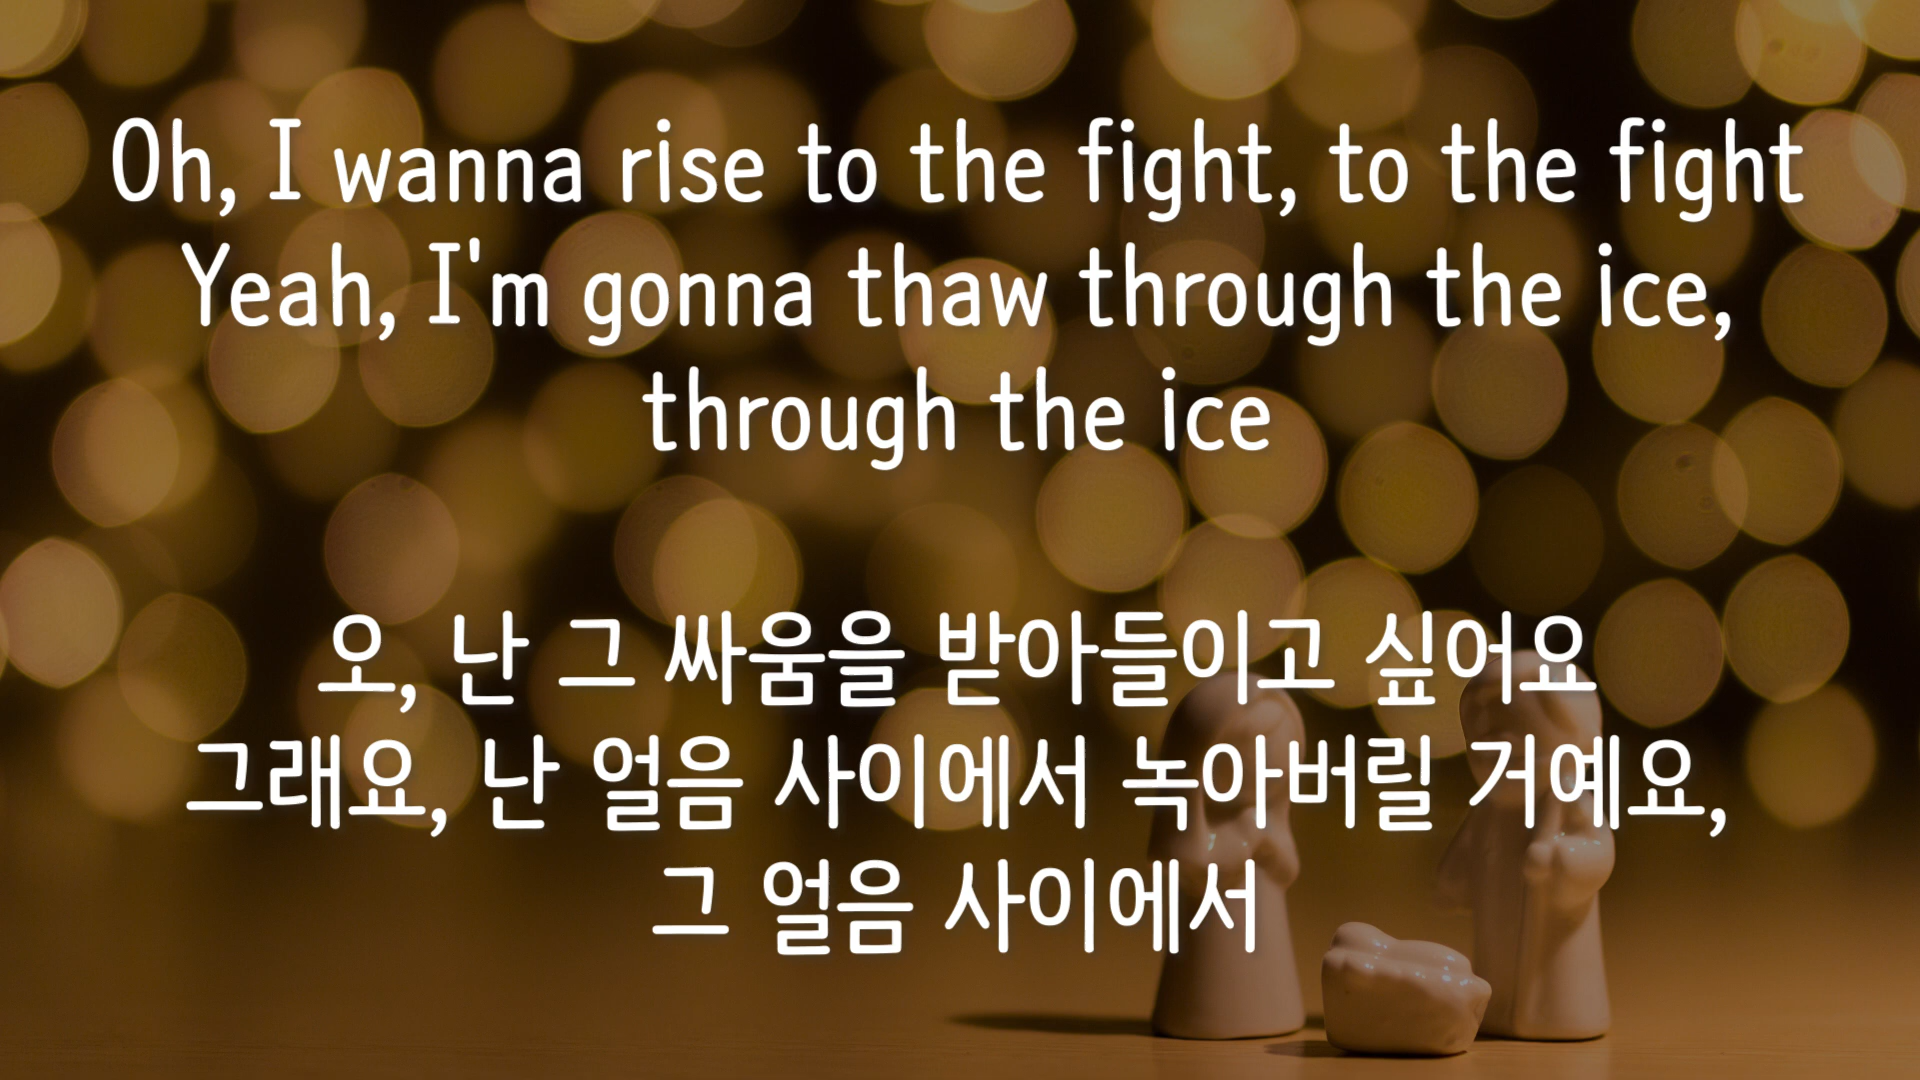 Oh, I wanna rise to the fight, to the fight
Yeah, I'm gonna thaw through the ice,
through the ice
오, 난 그 싸움을 받아들이고 싶어요
그래요, 난 얼음 사이에서 녹아버릴 거예요,
그 얼음 사이에서